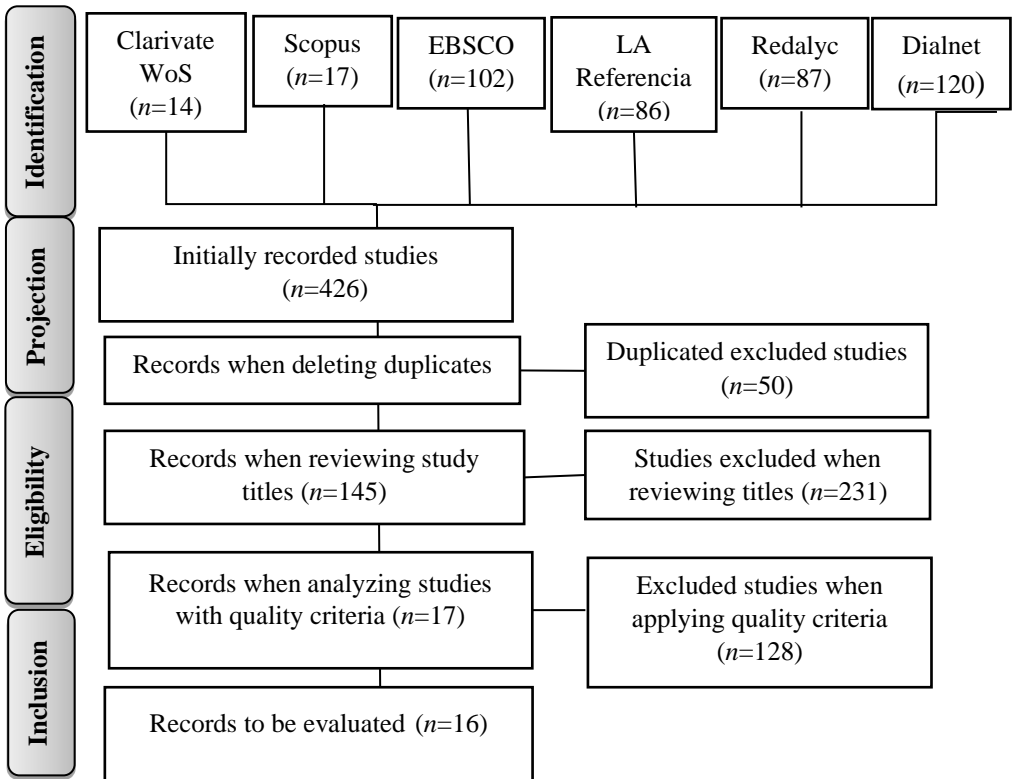 Identification
Clarivate
WoS
(n=14)
Scopus
(n=17)
EBSCO
(n=102)
LA
Referencia
(n=86)
Redalyc
(n=87)
Dialnet
(n=120)
Projection
Initially recorded studies
(n=426)
Records when deleting duplicates
Duplicated excluded studies
(n=50)
Eligibility
Records when reviewing study
titles (n=145)
Studies excluded when
reviewing titles (n=231)
Records when analyzing studies
with quality criteria (n=17)
Excluded studies when
applying quality criteria
(n=128)
Inclusion
Records to be evaluated (n=16)